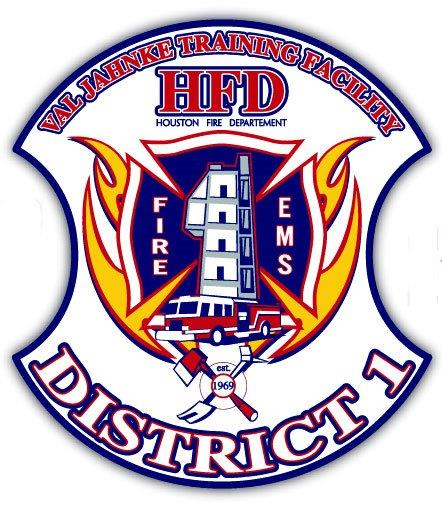 VAL JAHNKE TRAINING FACILITY
HFD
HOUSTON FIRE DEPARTEMENT
FIRE
EMS
est.
1969
DISTRICT 1